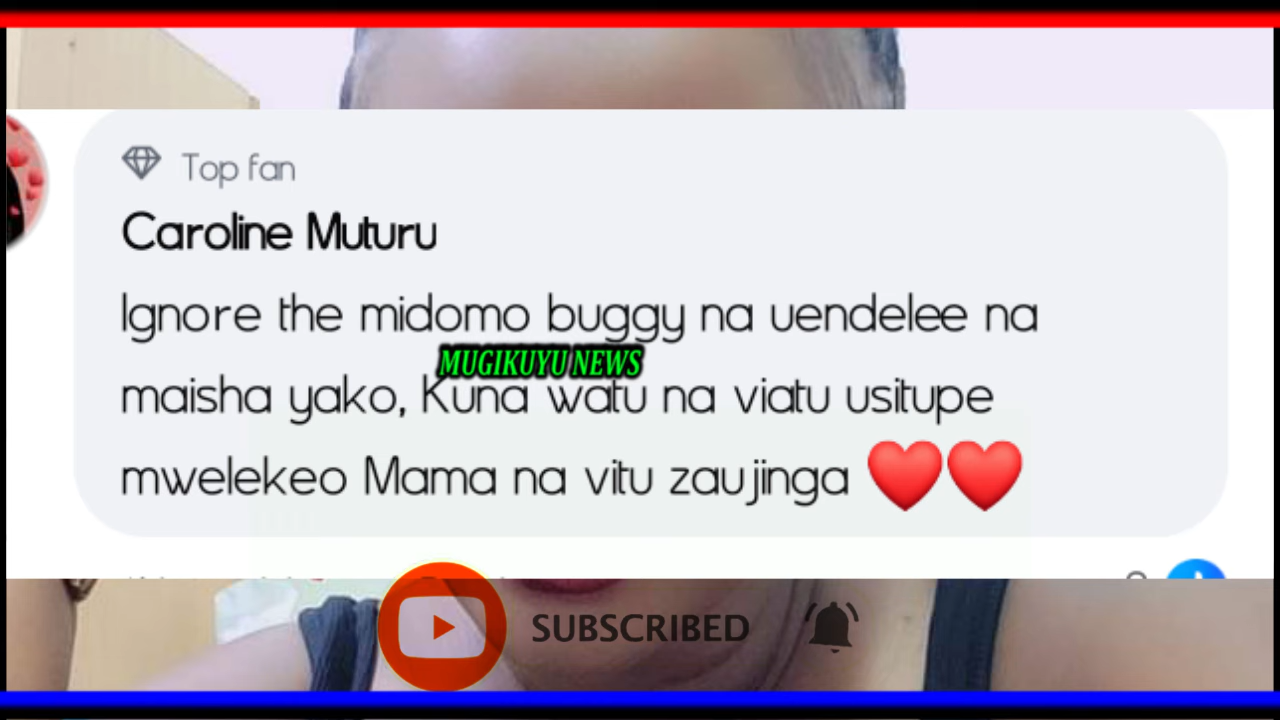 Top fan
Caroline Muturu
Ignore the midomo buggy na uendelee na
MUGIKUYU NEWS
maisha yako, Kuna watu na viatu usitupe
mwelekeo Mama na vitu zaujinga ❤️❤️
SUBSCRIBED